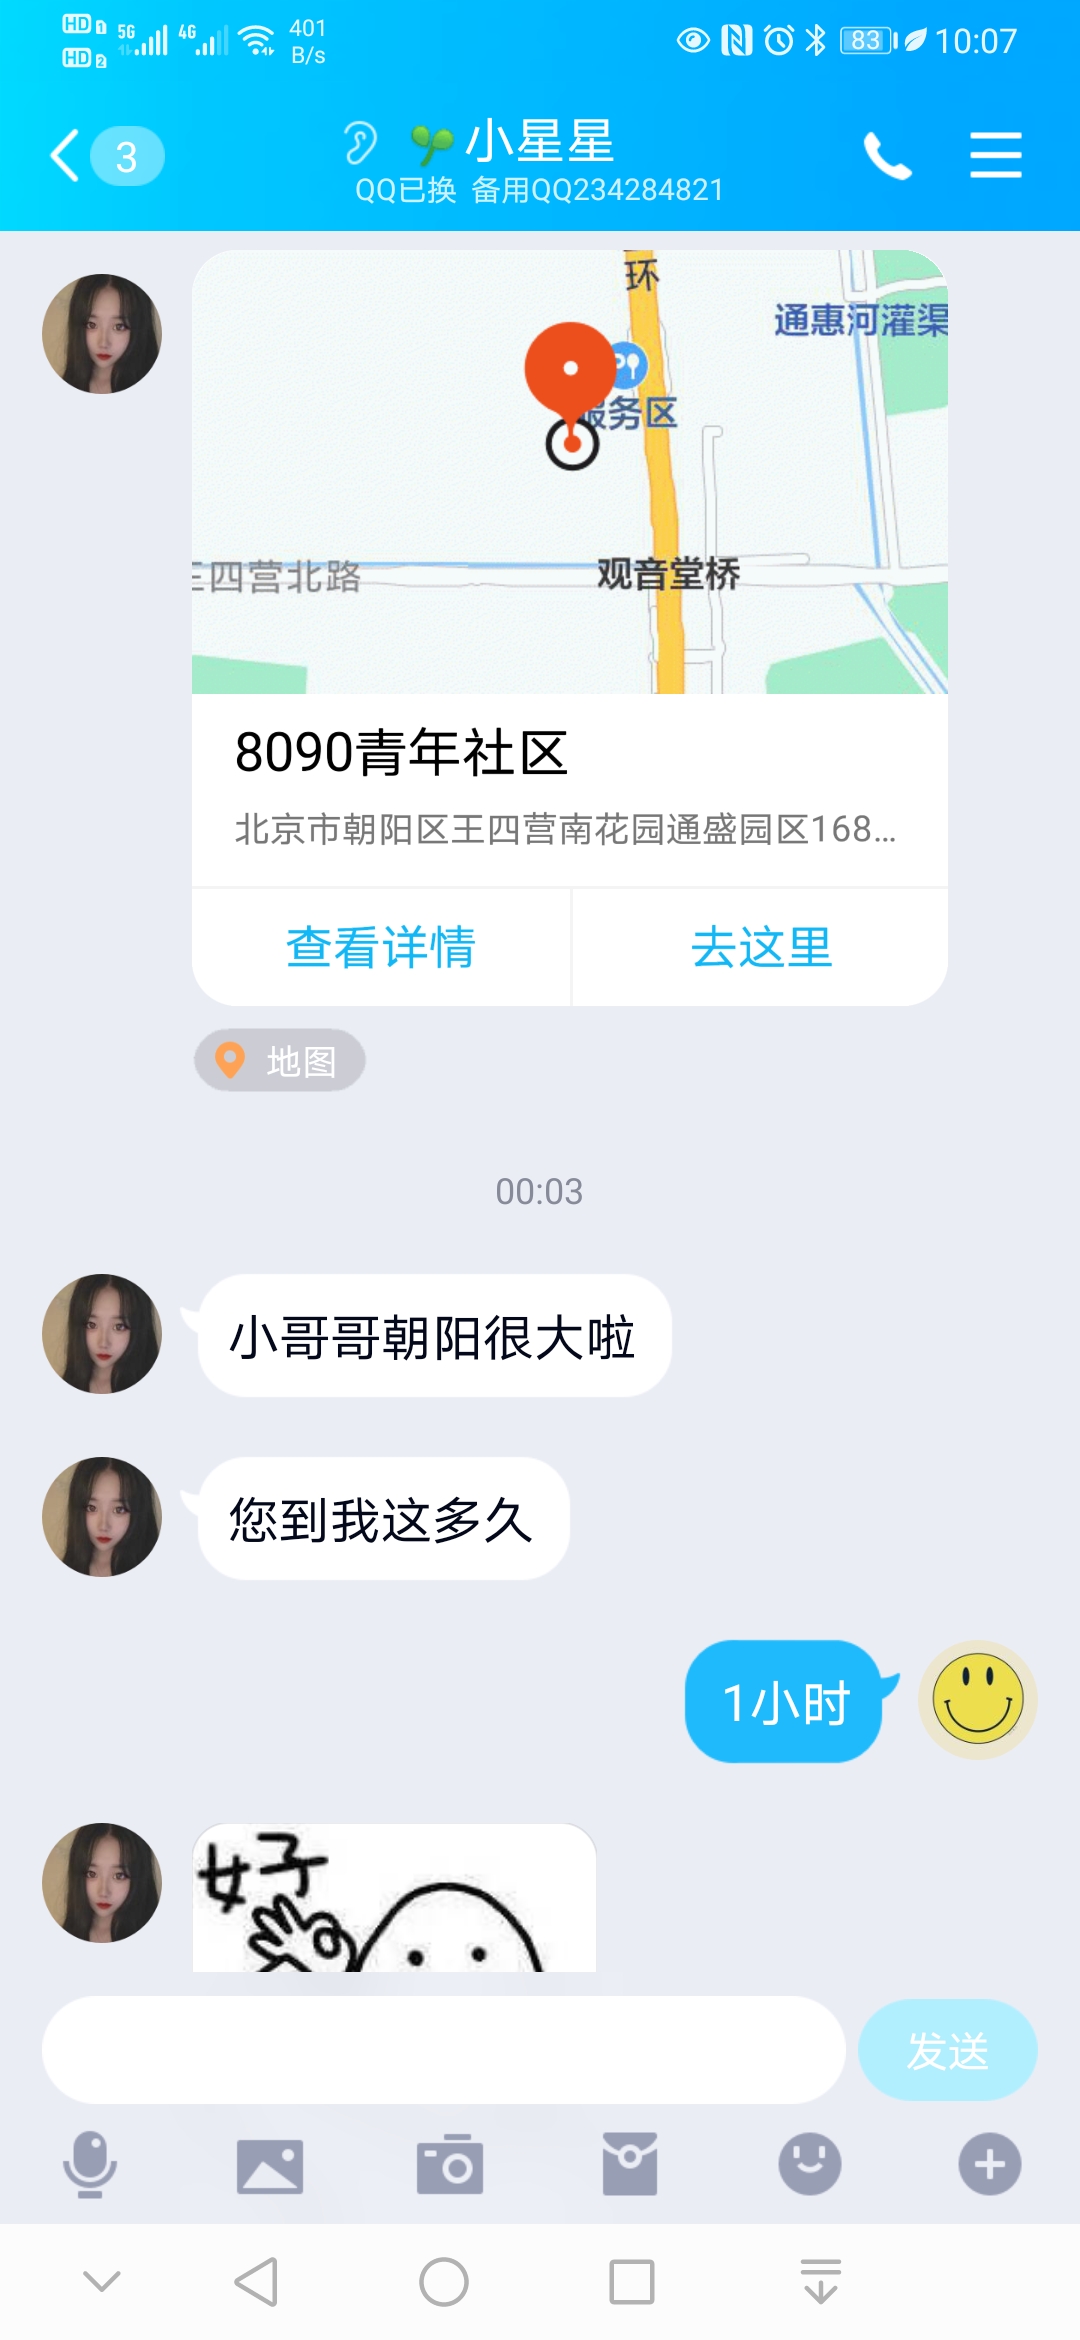 HD 1 5G 4G 401 B/s 83 10:07
HD 2
3 小星星
QQ已换 备用QQ234284821
环
通惠河灌渠
服务区
四营北路
观音堂桥
8090青年社区
北京市朝阳区王四营南花园通盛园区168...
查看详情 去这里
地图
00:03
小哥哥朝阳很大啦
您到我这多久
1小时
好
发送